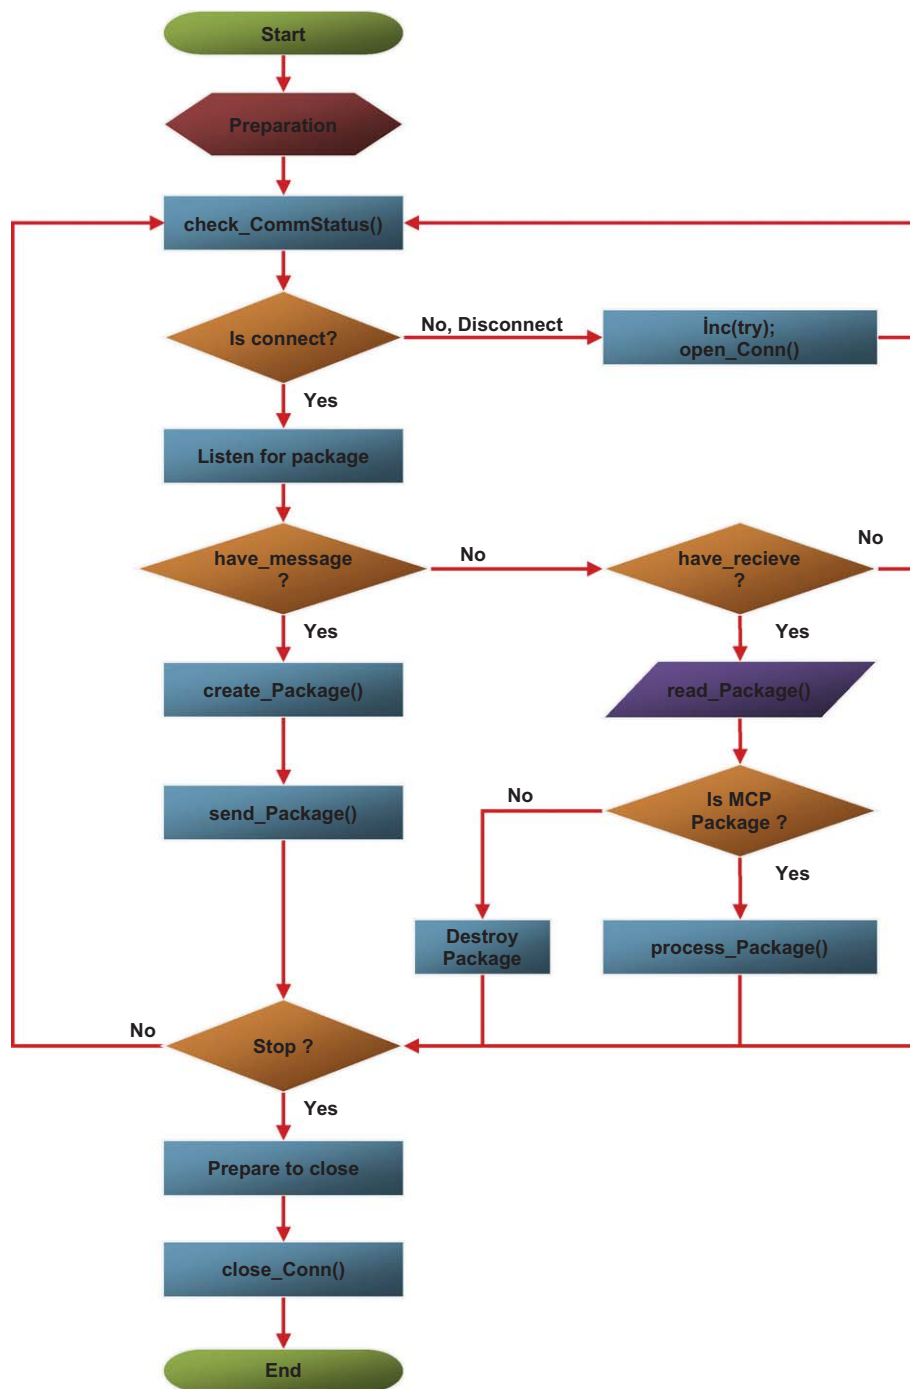 Start
Preparation
check_CommStatus()
Is connect?
No, Disconnect
İnc(try);
open_Conn()
Yes
Listen for package
have_message
?
No
have_recieve
?
No
Yes
Yes
create_Package()
read_Package()
send_Package()
No
Is MCP
Package ?
Yes
Destroy
Package
process_Package()
No
Stop ?
Yes
Prepare to close
close_Conn()
End